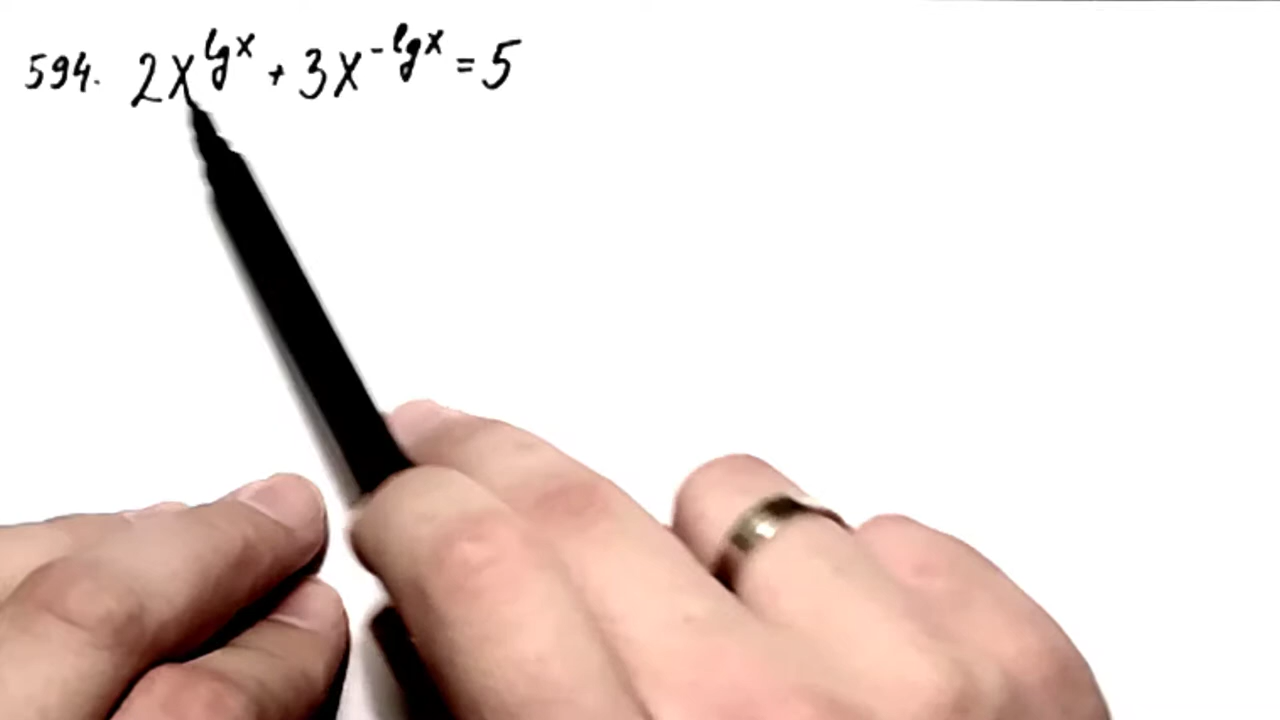 594. 2x^{lg x} + 3x^{-lg x} = 5